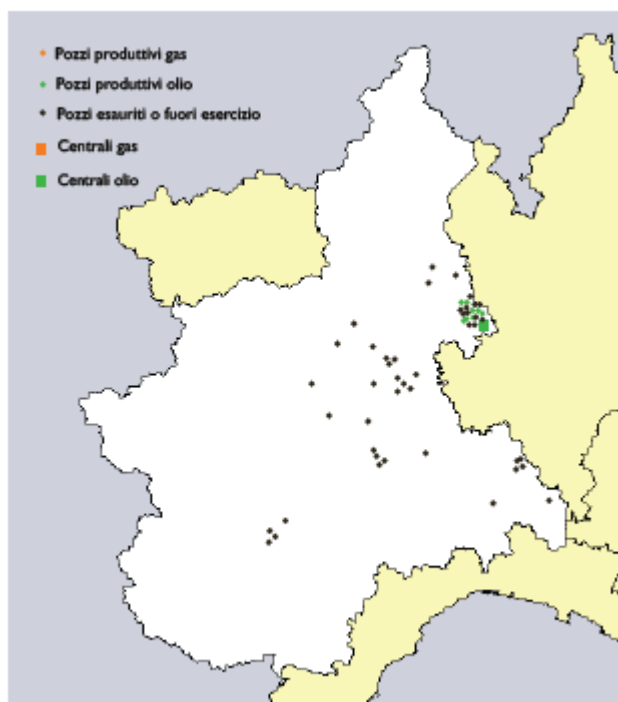 Pozzi produttivi gas
Pozzi produttivi olio
Pozzi esauriti o fuori esercizio
Centrali gas
Centrali olio